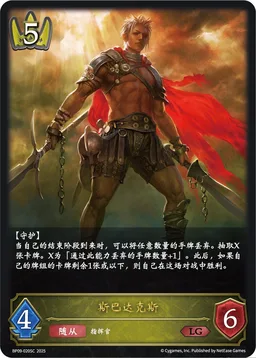 5
【守护】
当自己的结束阶段到来时，可以将任意数量的手牌丢弃。抽取X
张卡牌。X为「通过此能力丢弃的手牌数量+1」。此后，如果自
己的牌组的卡牌剩余1张或以下，则自己在这场对战中胜利。
斯巴达克斯
4
随从
指挥官
LG
6
BP09-020SC 2025
© Cygames, Inc. Published by NetEase Games